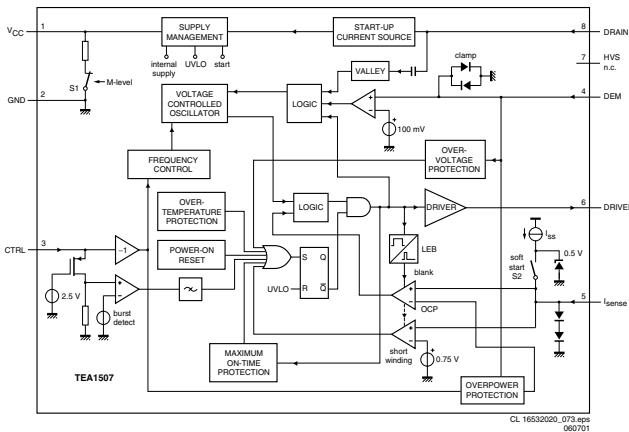 VCC
1
SUPPLY
MANAGEMENT
START-UP
CURRENT SOURCE
8
DRAIN
internal
supply
UVLO
start
S1
M-level
clamp
7
HVS
n.c.
VALLEY
GND
2
VOLTAGE
CONTROLLED
OSCILLATOR
LOGIC
4
DEM
100 mV
FREQUENCY
CONTROL
OVER-
VOLTAGE
PROTECTION
OVER-
TEMPERATURE
PROTECTION
LOGIC
DRIVER
6
DRIVER
CTRL
3
−1
POWER-ON
RESET
LEB
Iss
0.5 V
soft
start
S2
S
Q
blank
2.5 V
burst
detect
UVLO
R
Q
OCP
5
Isense
short
winding
0.75 V
MAXIMUM
ON-TIME
PROTECTION
TEA1507
OVERPOWER
PROTECTION
CL 16532020_073.eps
060701